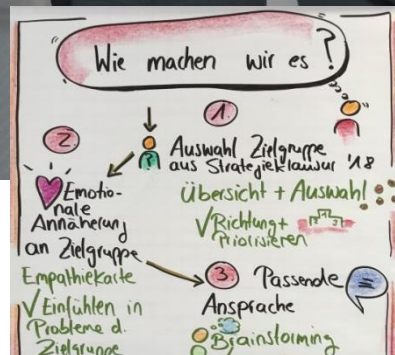 Wie machen wir es?
1.
Auswahl Zielgruppe
aus Strategieklausur '18
Übersicht + Auswahl
√ Richtung +
Priorisieren
2.
Emotio-
nale
Annäherung
an Zielgruppe
Empathiekarte
√ Einfühlen in
Probleme d.
Zielgruppe
3. Passende
Ansprache
Brainstorming